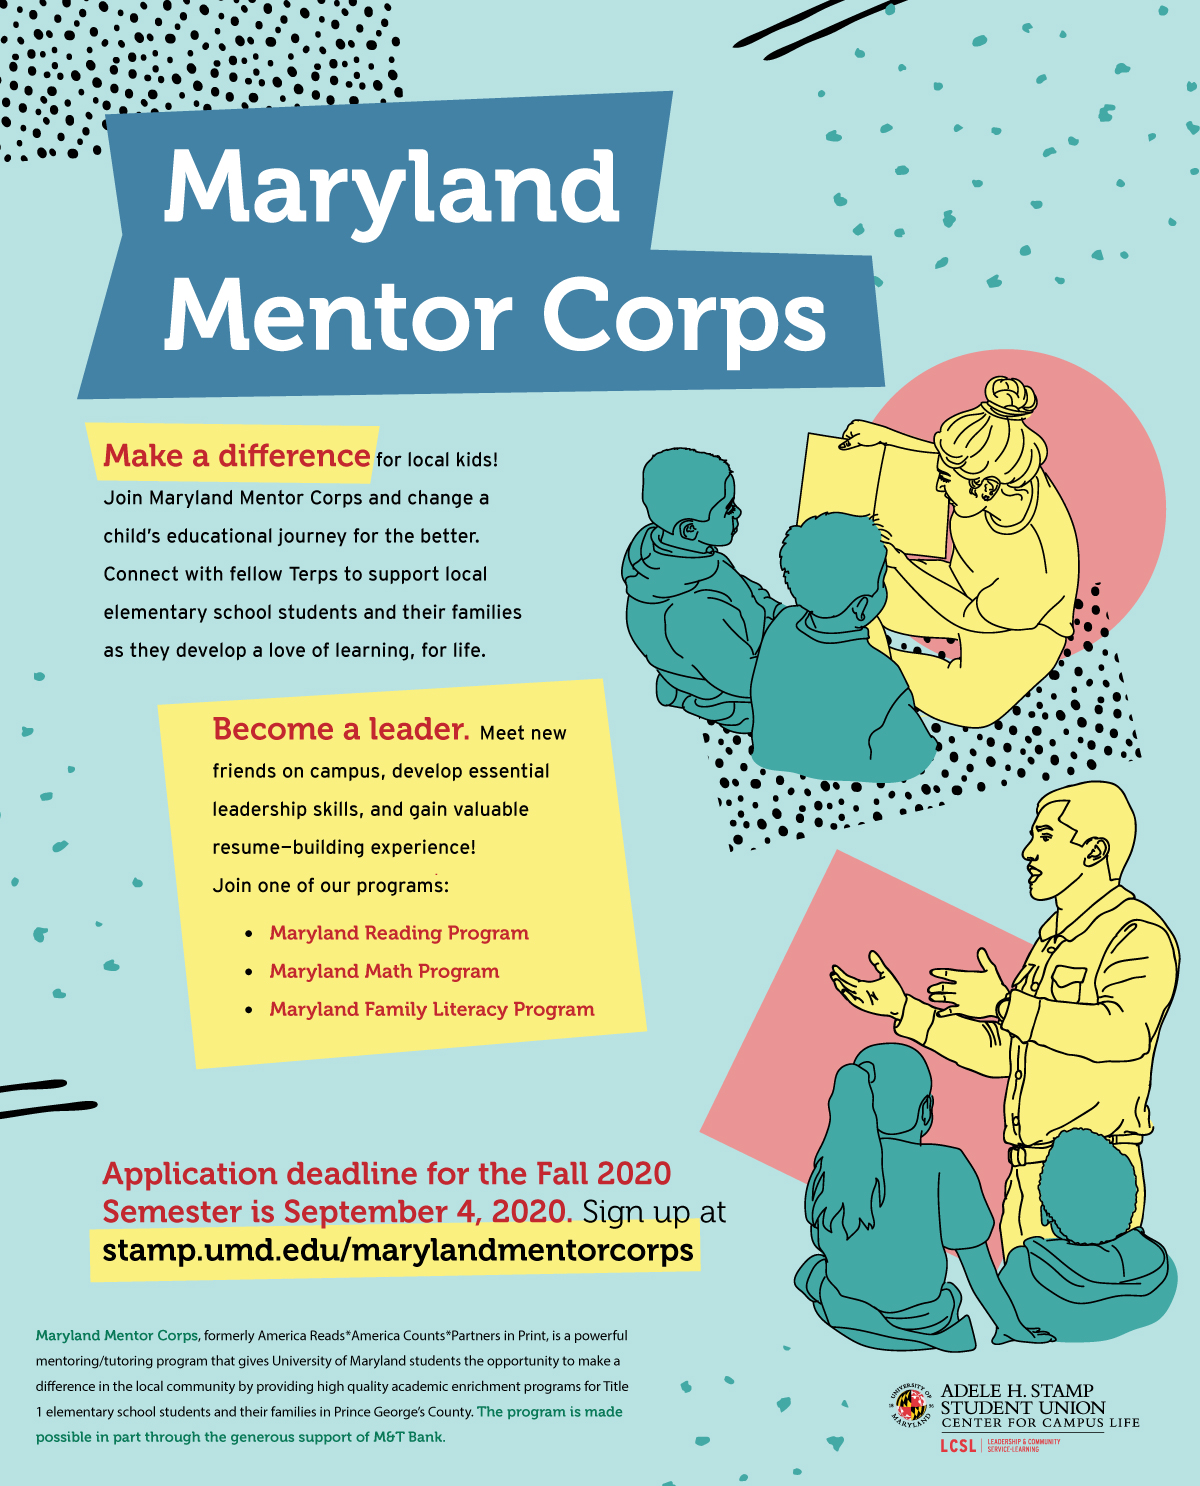 Maryland
Mentor Corps
Make a difference for local kids!
Join Maryland Mentor Corps and change a
child's educational journey for the better.
Connect with fellow Terps to support local
elementary school students and their families
as they develop a love of learning, for life.
Become a leader. Meet new
friends on campus, develop essential
leadership skills, and gain valuable
resume-building experience!
Join one of our programs:
• Maryland Reading Program
• Maryland Math Program
• Maryland Family Literacy Program
Application deadline for the Fall 2020
Semester is September 4, 2020. Sign up at
stamp.umd.edu/marylandmentorcorps
Maryland Mentor Corps, formerly America Reads*America Counts*Partners in Print, is a powerful
mentoring/tutoring program that gives University of Maryland students the opportunity to make a
difference in the local community by providing high quality academic enrichment programs for Title
1 elementary school students and their families in Prince George's County. The program is made
possible in part through the generous support of M&T Bank.
UNIVERSITY OF
18 56
MARYLAND
ADELE H. STAMP
STUDENT UNION
CENTER FOR CAMPUS LIFE
LCSL | LEADERSHIP & COMMUNITY
SERVICE-LEARNING